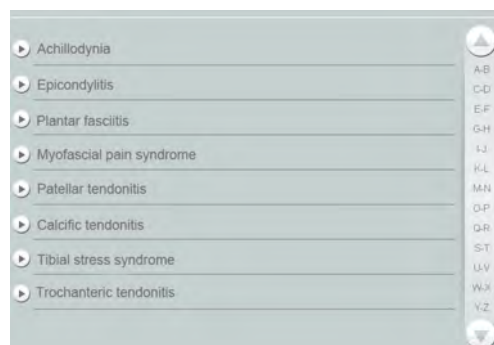 Achillodynia
Epicondylitis
Plantar fasciitis
Myofascial pain syndrome
Patellar tendonitis
Calcific tendonitis
Tibial stress syndrome
Trochanteric tendonitis
A-B
C-D
E-F
G-H
I-J
K-L
M-N
O-P
Q-R
S-T
U-V
W-X
Y-Z